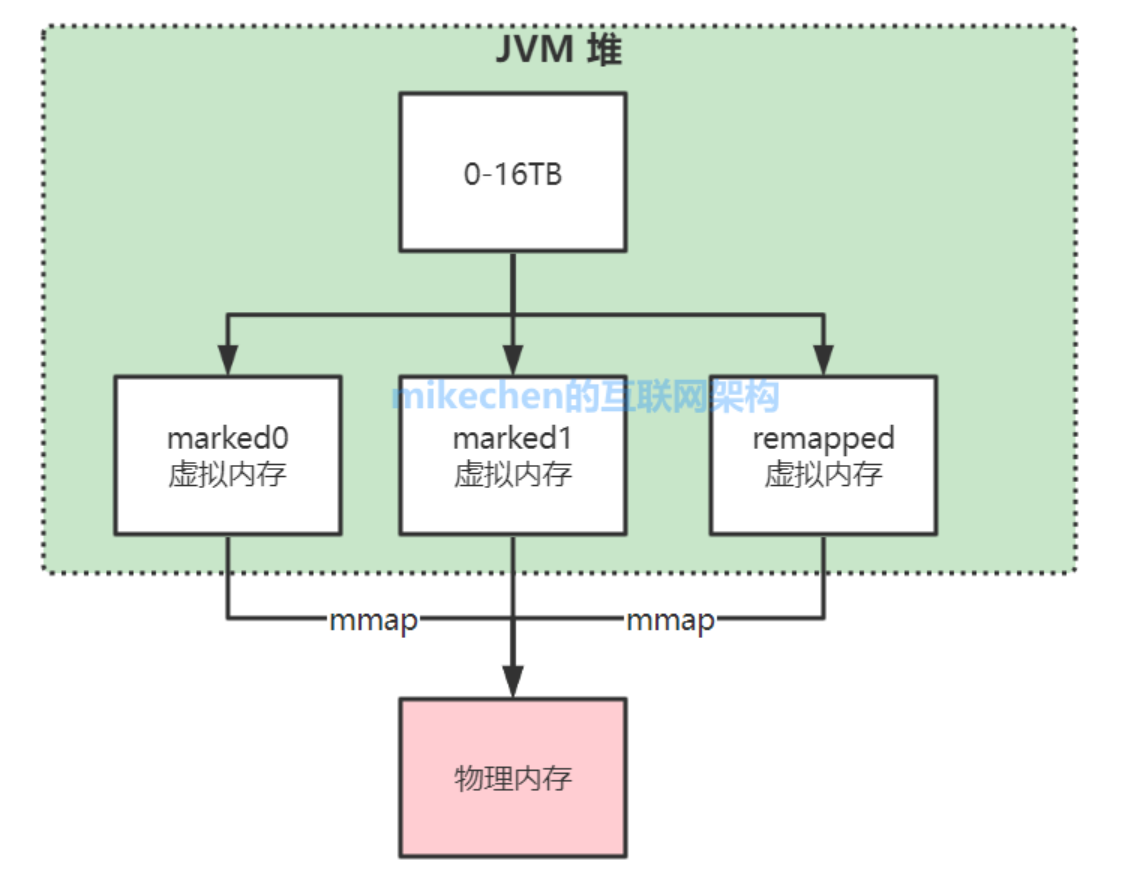 JVM 堆
0-16TB
mikechen的互联网架构
marked0
虚拟内存
marked1
虚拟内存
remapped
虚拟内存
mmap
mmap
物理内存